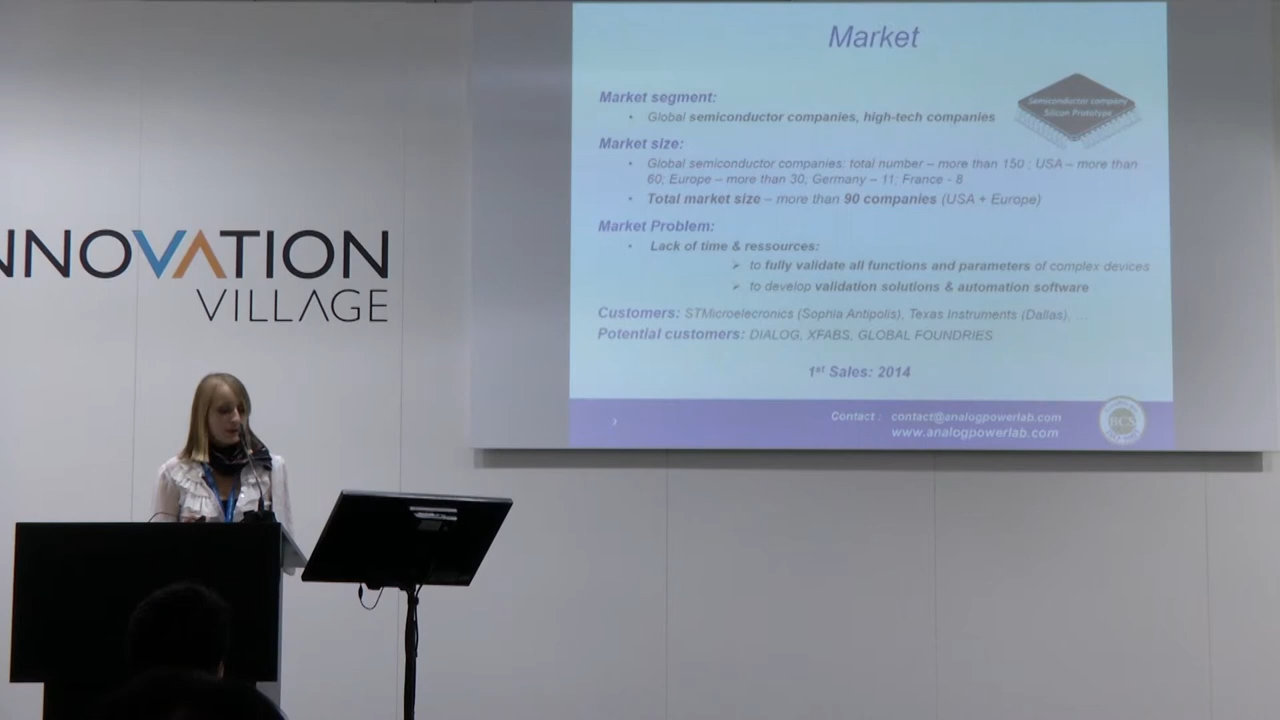 NNOVATION
VILLAGE
Market
Semiconductor company
Silicon Prototype
Market segment:
• Global semiconductor companies, high-tech companies
Market size:
• Global semiconductor companies: total number – more than 150 ; USA – more than
60; Europe – more than 30; Germany – 11; France - 8
• Total market size – more than 90 companies (USA + Europe)
Market Problem:
• Lack of time & ressources:
➢ to fully validate all functions and parameters of complex devices
➢ to develop validation solutions & automation software
Customers: STMicroelecronics (Sophia Antipolis), Texas Instruments (Dallas), ...
Potential customers: DIALOG, XFABS, GLOBAL FOUNDRIES
1st Sales: 2014
Contact : contact@analogpowerlab.com
www.analogpowerlab.com